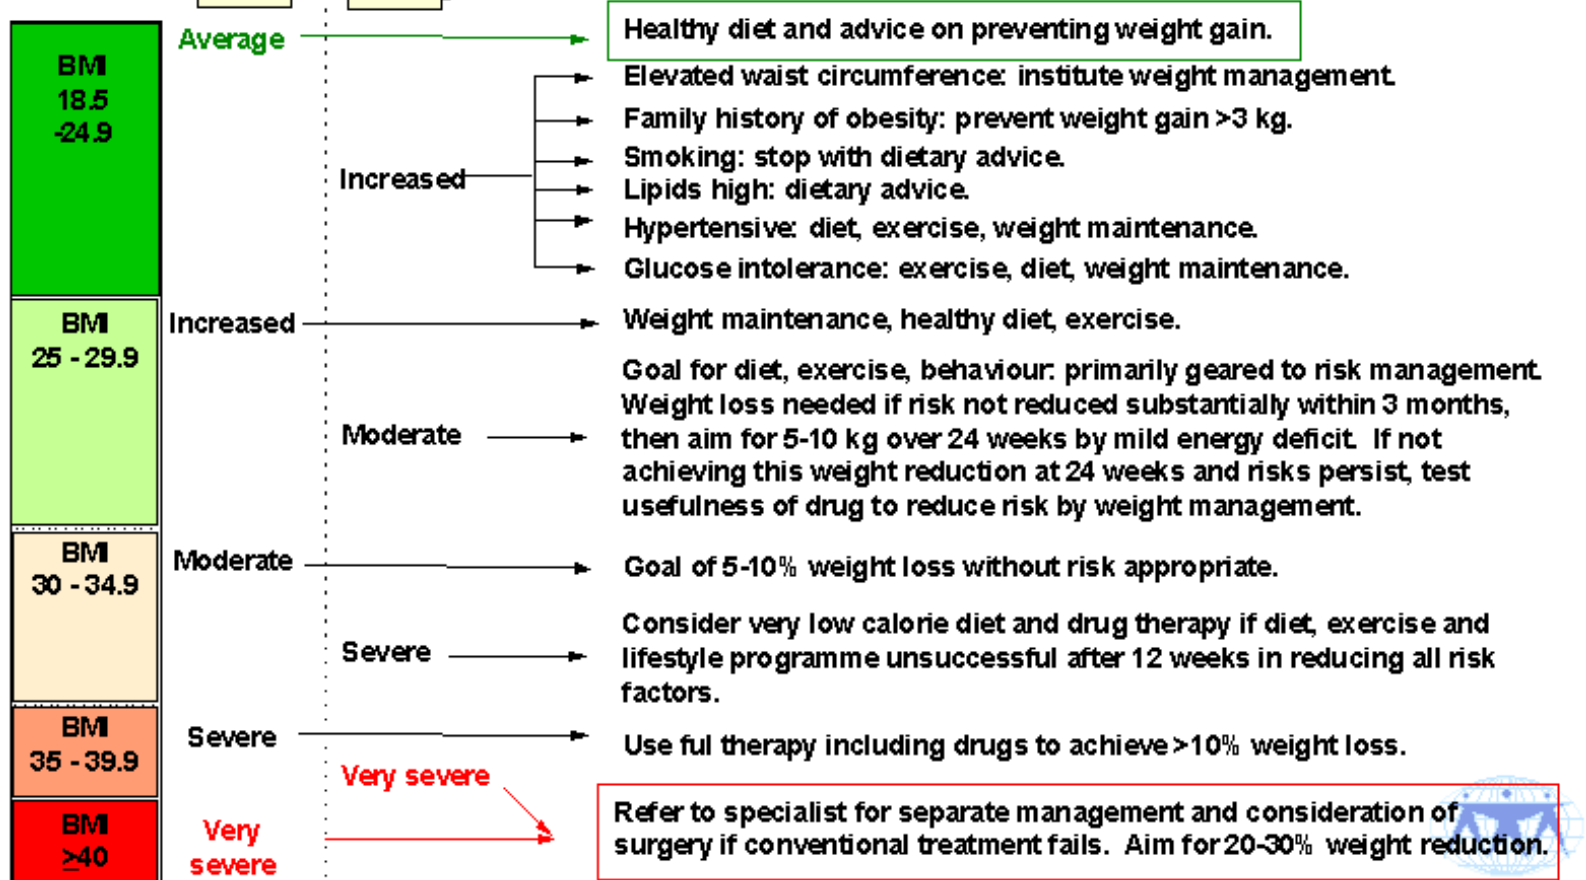 Average
Healthy diet and advice on preventing weight gain.
BMI
18.5
-24.9
Increased
Elevated waist circumference: institute weight management.
Family history of obesity: prevent weight gain >3 kg.
Smoking: stop with dietary advice.
Lipids high: dietary advice.
Hypertensive: diet, exercise, weight maintenance.
Glucose intolerance: exercise, diet, weight maintenance.
BMI
25 - 29.9
Increased
Weight maintenance, healthy diet, exercise.
Moderate
Goal for diet, exercise, behaviour: primarily geared to risk management.
Weight loss needed if risk not reduced substantially within 3 months,
then aim for 5-10 kg over 24 weeks by mild energy deficit. If not
achieving this weight reduction at 24 weeks and risks persist, test
usefulness of drug to reduce risk by weight management.
BMI
30 - 34.9
Moderate
Goal of 5-10% weight loss without risk appropriate.
Severe
Consider very low calorie diet and drug therapy if diet, exercise and
lifestyle programme unsuccessful after 12 weeks in reducing all risk
factors.
BMI
35 - 39.9
Severe
Use ful therapy including drugs to achieve >10% weight loss.
Very severe
BMI
≥40
Very
severe
Refer to specialist for separate management and consideration of
surgery if conventional treatment fails. Aim for 20-30% weight reduction.